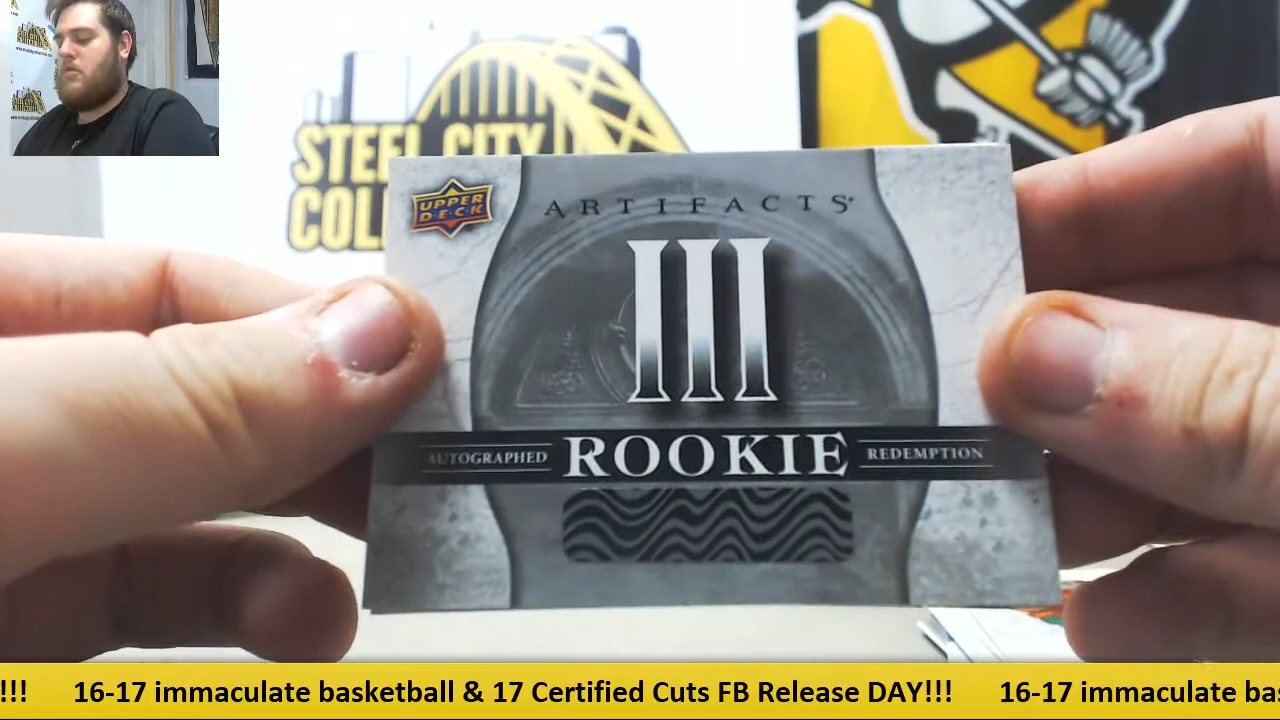 STEEL CITY
COLL
UPPER
D·E·C·K
ARTIFACTS
III
AUTOGRAPHED ROOKIE REDEMPTION
!!! 16-17 immaculate basketball & 17 Certified Cuts FB Release DAY!!! 16-17 immaculate bas